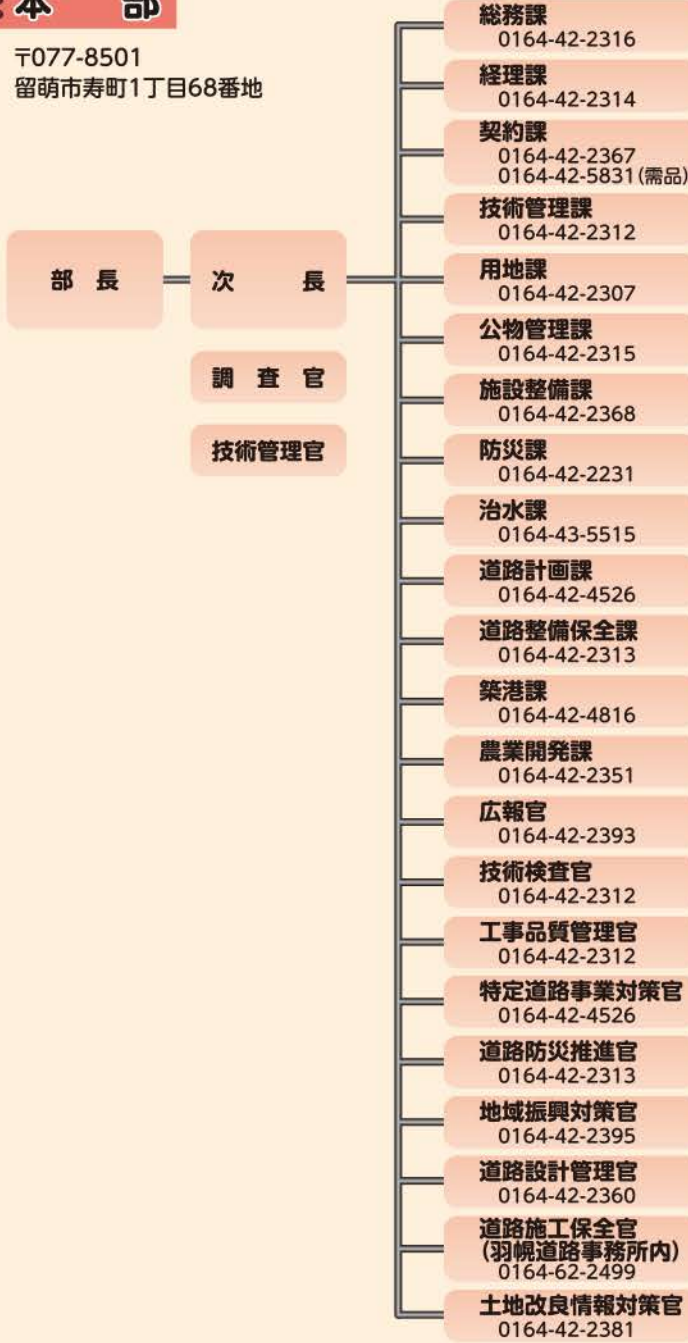 本部
〒077-8501
留萌市寿町1丁目68番地
部長
次長
調査官
技術管理官
総務課
0164-42-2316
経理課
0164-42-2314
契約課
0164-42-2367
0164-42-5831(需品)
技術管理課
0164-42-2312
用地課
0164-42-2307
公物管理課
0164-42-2315
施設整備課
0164-42-2368
防災課
0164-42-2231
治水課
0164-43-5515
道路計画課
0164-42-4526
道路整備保全課
0164-42-2313
築港課
0164-42-4816
農業開発課
0164-42-2351
広報官
0164-42-2393
技術検査官
0164-42-2312
工事品質管理官
0164-42-2312
特定道路事業対策官
0164-42-4526
道路防災推進官
0164-42-2313
地域振興対策官
0164-42-2395
道路設計管理官
0164-42-2360
道路施工保全官
(羽幌道路事務所内)
0164-62-2499
土地改良情報対策官
0164-42-2381